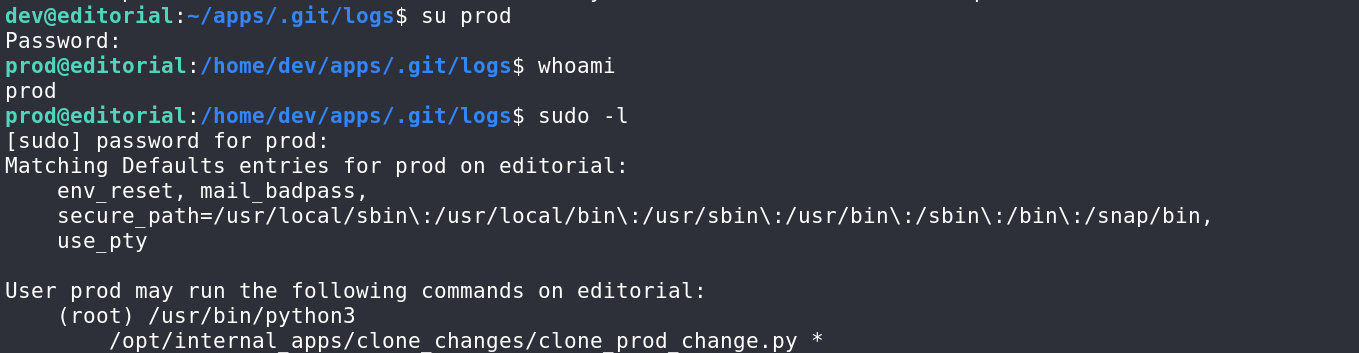 dev@editorial:~/apps/.git/logs$ su prod
Password:
prod@editorial:/home/dev/apps/.git/logs$ whoami
prod
prod@editorial:/home/dev/apps/.git/logs$ sudo -l
[sudo] password for prod:
Matching Defaults entries for prod on editorial:
    env_reset, mail_badpass,
    secure_path=/usr/local/sbin\:/usr/local/bin\:/usr/sbin\:/usr/bin\:/sbin\:/bin\:/snap/bin,
    use_pty

User prod may run the following commands on editorial:
    (root) /usr/bin/python3
        /opt/internal_apps/clone_changes/clone_prod_change.py *